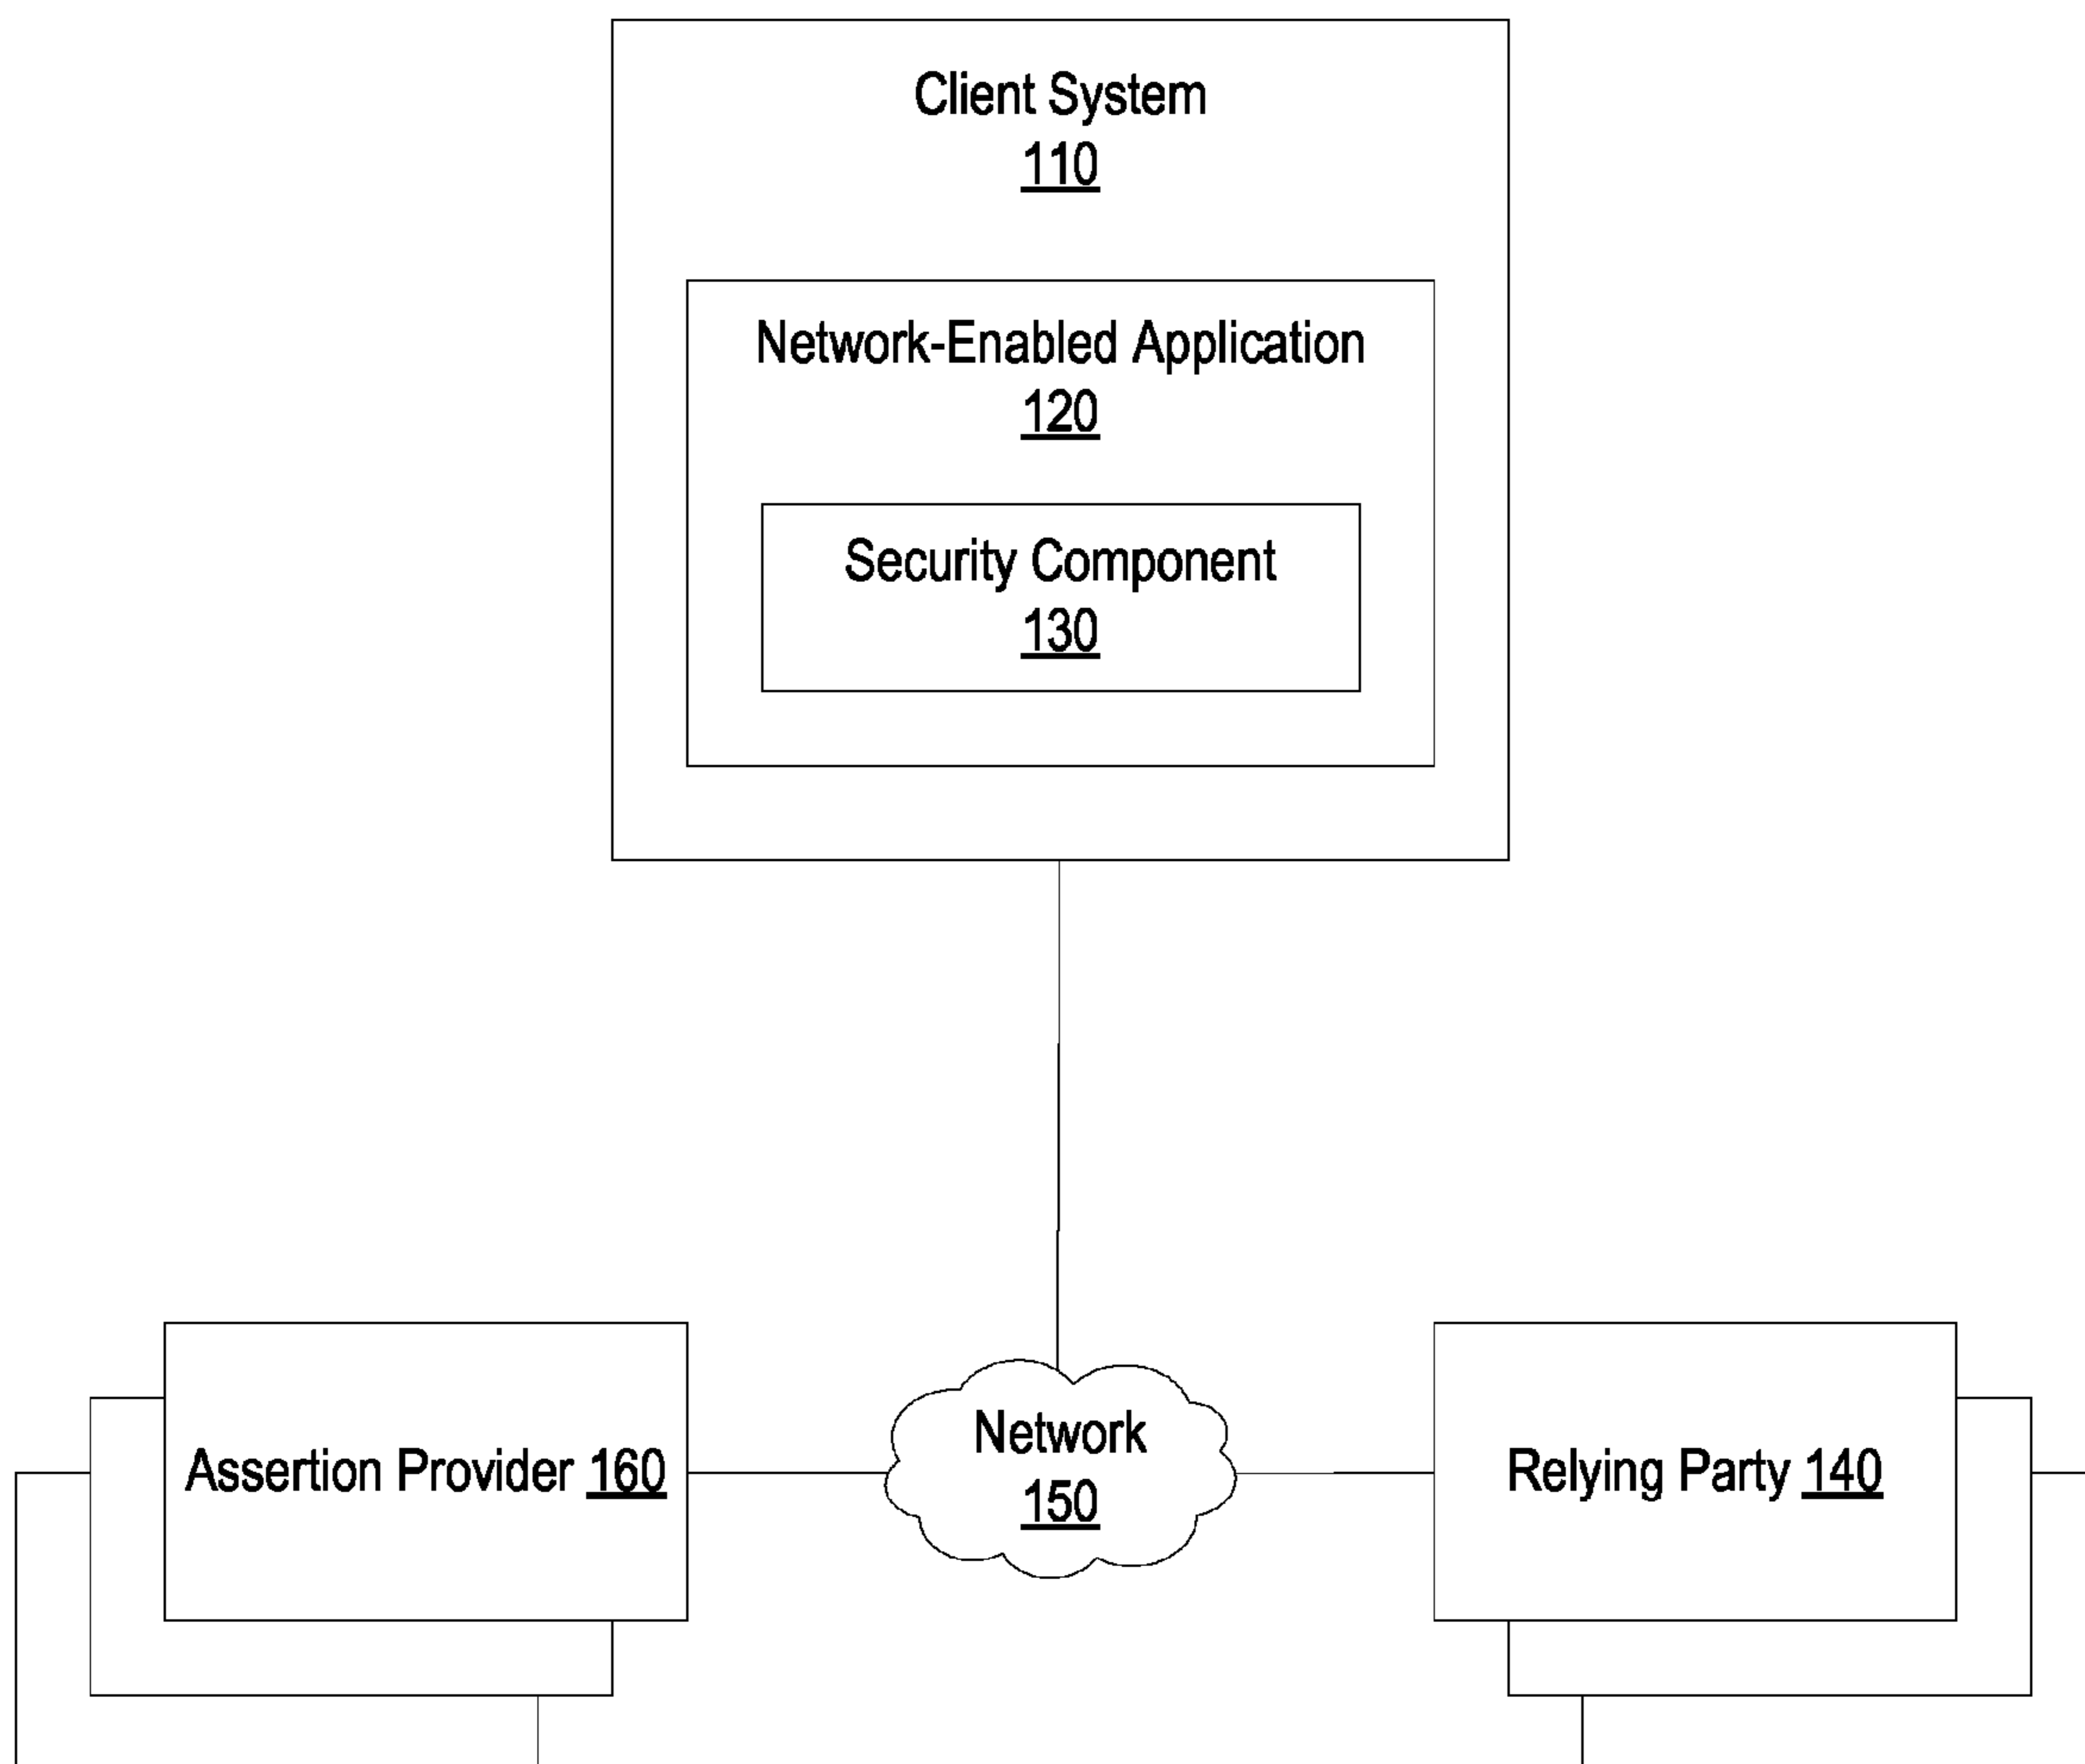 Client System
110
Network-Enabled Application
120
Security Component
130
Assertion Provider 160
Network
150
Relying Party 140